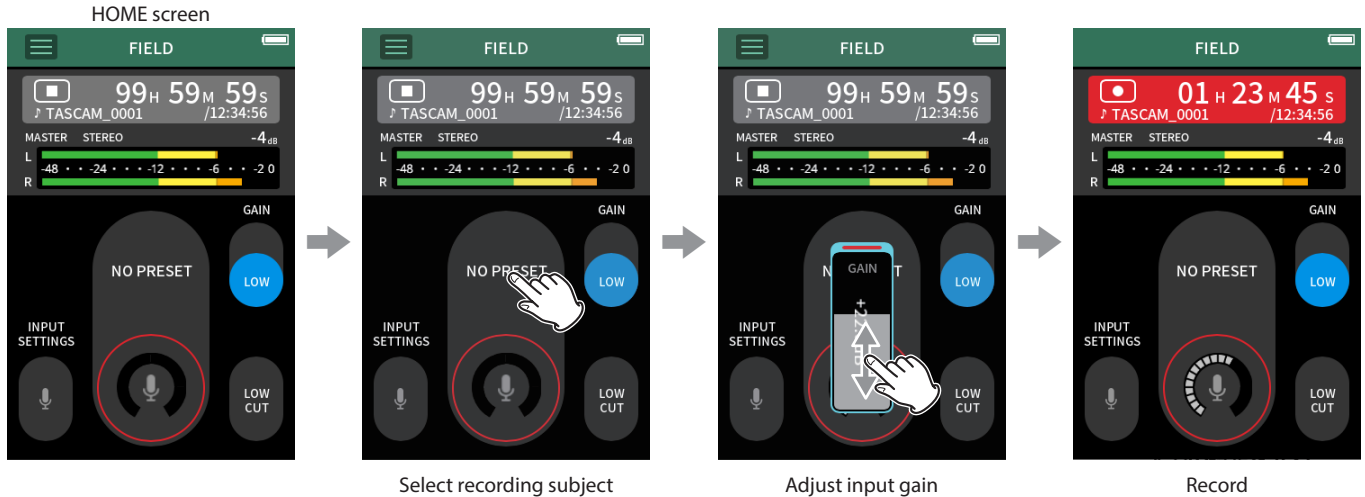 HOME screen
FIELD
99H 59M 59S
♪ TASCAM_0001 /12:34:56
MASTER STEREO -4dB
L
-48 · · -24 · · · · -12 · · · · -6 · · · -2 0
R
GAIN
NO PRESET
LOW
INPUT
SETTINGS
LOW
CUT
FIELD
99H 59M 59S
♪ TASCAM_0001 /12:34:56
MASTER STEREO -4dB
L
-48 · · -24 · · · · -12 · · · · -6 · · · -2 0
R
GAIN
NO PRESET
LOW
INPUT
SETTINGS
LOW
CUT
Select recording subject
FIELD
99H 59M 59S
♪ TASCAM_0001 /12:34:56
MASTER STEREO -4dB
L
-48 · · -24 · · · · -12 · · · · -6 · · · -2 0
R
GAIN
N T
GAIN
LOW
INPUT
SETTINGS
LOW
CUT
Adjust input gain
FIELD
01 H 23 M 45 S
♪ TASCAM_0001 /12:34:56
MASTER STEREO -4dB
L
-48 · · -24 · · · · -12 · · · · -6 · · · -2 0
R
GAIN
NO PRESET
LOW
INPUT
SETTINGS
LOW
CUT
Record